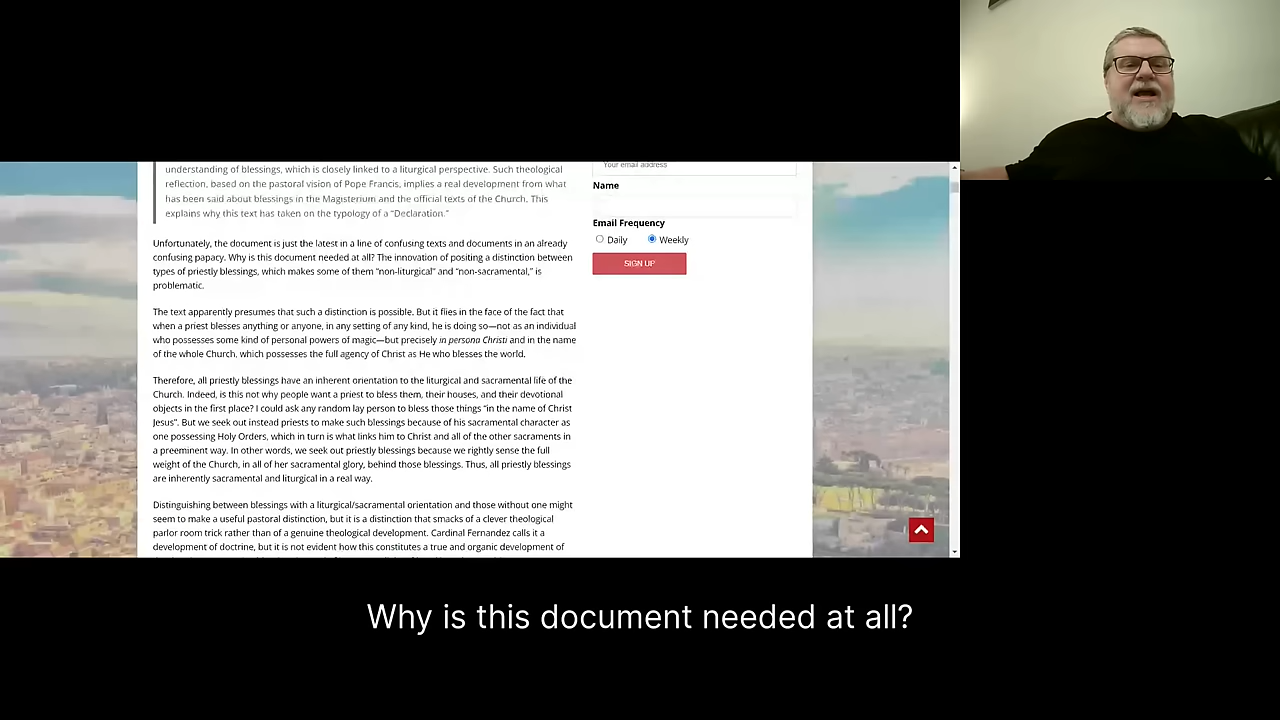 understanding of blessings, which is closely linked to a liturgical perspective. Such theological
reflection, based on the pastoral vision of Pope Francis, implies a real development from what
has been said about blessings in the Magisterium and the official texts of the Church. This
explains why this text has taken on the typology of a “Declaration.”
Unfortunately, the document is just the latest in a line of confusing texts and documents in an already
confusing papacy. Why is this document needed at all? The innovation of positing a distinction between
types of priestly blessings, which makes some of them “non-liturgical” and “non-sacramental,” is
problematic.
The text apparently presumes that such a distinction is possible. But it flies in the face of the fact that
when a priest blesses anything or anyone, in any setting of any kind, he is doing so—not as an individual
who possesses some kind of personal powers of magic—but precisely in persona Christi and in the name
of the whole Church, which possesses the full agency of Christ as He who blesses the world.
Therefore, all priestly blessings have an inherent orientation to the liturgical and sacramental life of the
Church. Indeed, is this not why people want a priest to bless them, their houses, and their devotional
objects in the first place? I could ask any random lay person to bless those things “in the name of Christ
Jesus”. But we seek out instead priests to make such blessings because of his sacramental character as
one possessing Holy Orders, which in turn is what links him to Christ and all of the other sacraments in
a preeminent way. In other words, we seek out priestly blessings because we rightly sense the full
weight of the Church, in all of her sacramental glory, behind those blessings. Thus, all priestly blessings
are inherently sacramental and liturgical in a real way.
Distinguishing between blessings with a liturgical/sacramental orientation and those without one might
seem to make a useful pastoral distinction, but it is a distinction that smacks of a clever theological
parlor room trick rather than of a genuine theological development. Cardinal Fernandez calls it a
development of doctrine, but it is not evident how this constitutes a true and organic development of
Your email address
Name
Email Frequency
Daily Weekly
SIGN UP
Why is this document needed at all?